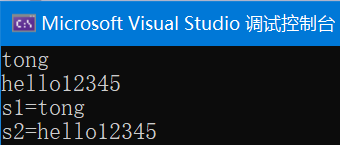 Microsoft Visual Studio 调试控制台
tong
hello12345
s1=tong
s2=hello12345